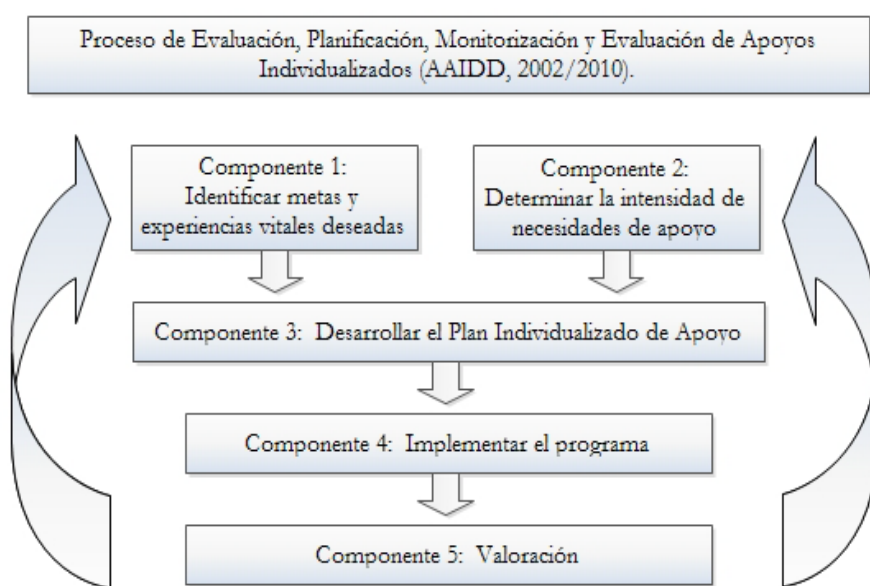 Proceso de Evaluación, Planificación, Monitorización y Evaluación de Apoyos
Individualizados (AAIDD, 2002/2010).
Componente 1:
Identificar metas y
experiencias vitales deseadas
Componente 2:
Determinar la intensidad de
necesidades de apoyo
Componente 3: Desarrollar el Plan Individualizado de Apoyo
Componente 4: Implementar el programa
Componente 5: Valoración